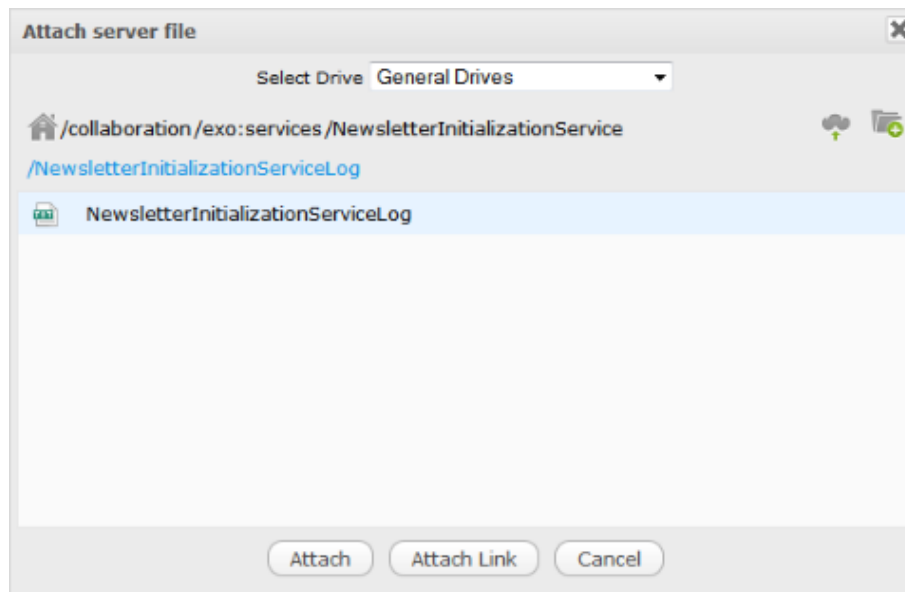 Attach server file
Select Drive General Drives
/collaboration/exo:services/NewsletterInitializationService
/NewsletterInitializationServiceLog
NewsletterInitializationServiceLog
Attach Attach Link Cancel